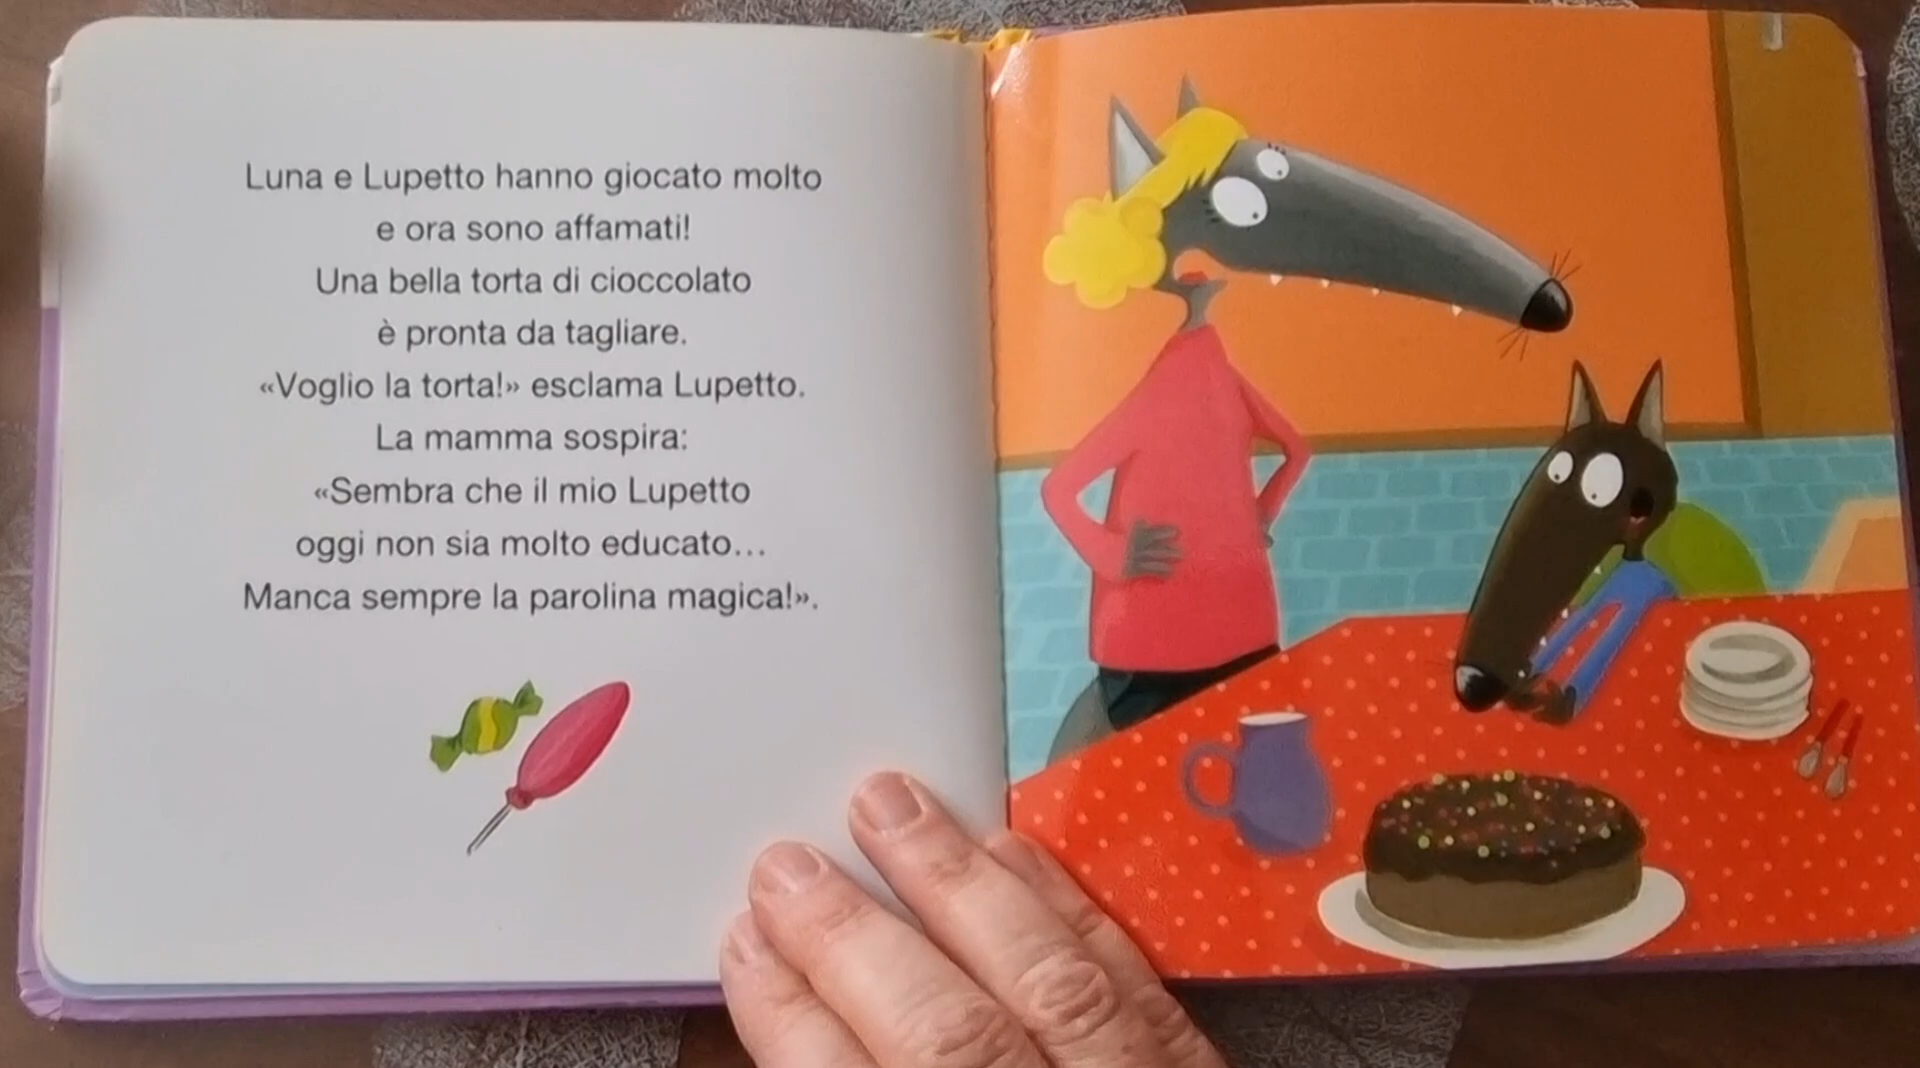 Luna e Lupetto hanno giocato molto
e ora sono affamati!
Una bella torta di cioccolato
è pronta da tagliare.
«Voglio la torta!» esclama Lupetto.
La mamma sospira:
«Sembra che il mio Lupetto
oggi non sia molto educato...
Manca sempre la parolina magica!».